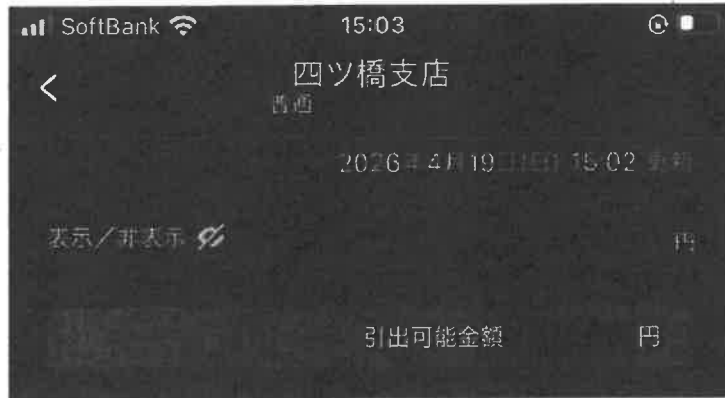 SoftBank 15:03
四ツ橋支店
普通
2026年4月19日(日) 15:02 更新
表示/非表示 円
引出可能金額 円